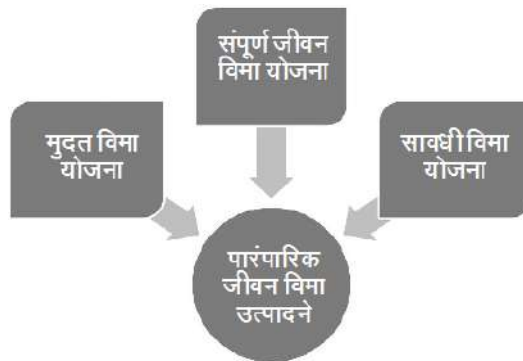 संपूर्ण जीवन
विमा योजना
मुदत विमा
योजना
सावधी विमा
योजना
पारंपारिक
जीवन विमा
उत्पादने